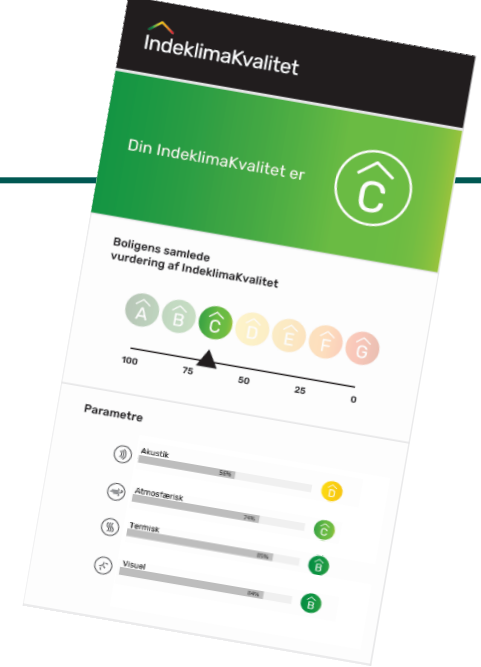 IndeklimaKvalitet
Din IndeklimaKvalitet er
C
Boligens samlede
vurdering af IndeklimaKvalitet
A B C D E F G
100 75 50 25 0
Parametre
Akustik
D
Atmosfærisk
C
Termisk
B
Visuel
B